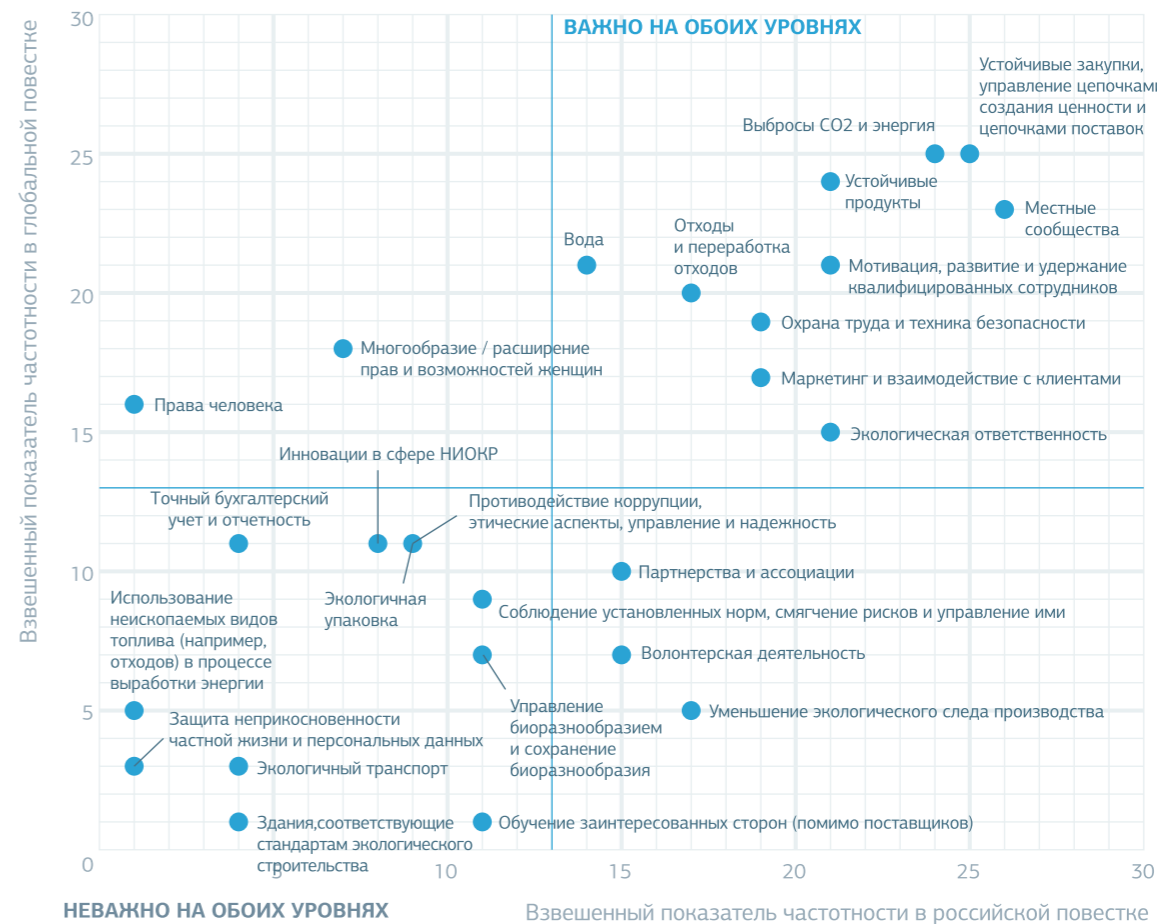 Взвешенный показатель частотности в глобальной повестке
30
25
20
15
10
5
0
ВАЖНО НА ОБОИХ УРОВНЯХ
Устойчивые закупки,
управление цепочками
создания ценности и
цепочками поставок
Выбросы CO2 и энергия
Устойчивые
продукты
Местные
сообщества
Отходы
и переработка
отходов
Вода
Мотивация, развитие и удержание
квалифицированных сотрудников
Охрана труда и техника безопасности
Многообразие / расширение
прав и возможностей женщин
Маркетинг и взаимодействие с клиентами
Права человека
Экологическая ответственность
Инновации в сфере НИОКР
Точный бухгалтерский
учет и отчетность
Противодействие коррупции,
этические аспекты, управление и надежность
Партнерства и ассоциации
Использование
неископаемых видов
топлива (например,
отходов) в процессе
выработки энергии
Экологичная
упаковка
Соблюдение установленных норм, смягчение рисков и управление ими
Волонтерская деятельность
Управление
биоразнообразием
и сохранение
биоразнообразия
Уменьшение экологического следа производства
Защита неприкосновенности
частной жизни и персональных данных
Экологичный транспорт
Здания,соответствующие
стандартам экологического
строительства
Обучение заинтересованных сторон (помимо поставщиков)
5
10
15
20
25
30
НЕВАЖНО НА ОБОИХ УРОВНЯХ
Взвешенный показатель частотности в российской повестке